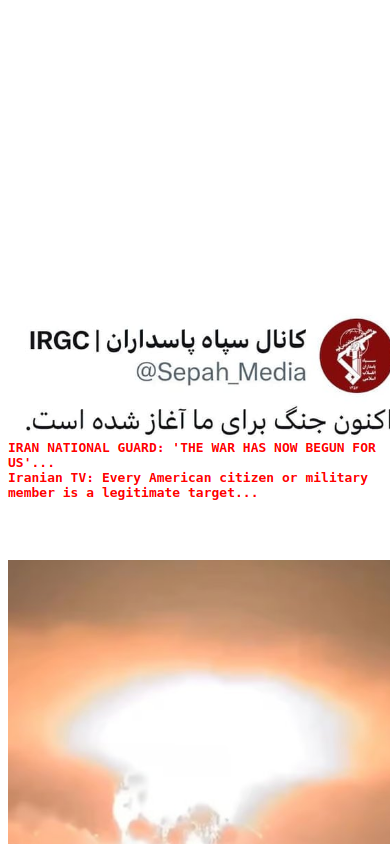 کانال سپاه پاسداران | IRGC
@Sepah_Media
اکنون جنگ برای ما آغاز شده است.
IRAN NATIONAL GUARD: 'THE WAR HAS NOW BEGUN FOR
US'...
Iranian TV: Every American citizen or military
member is a legitimate target...